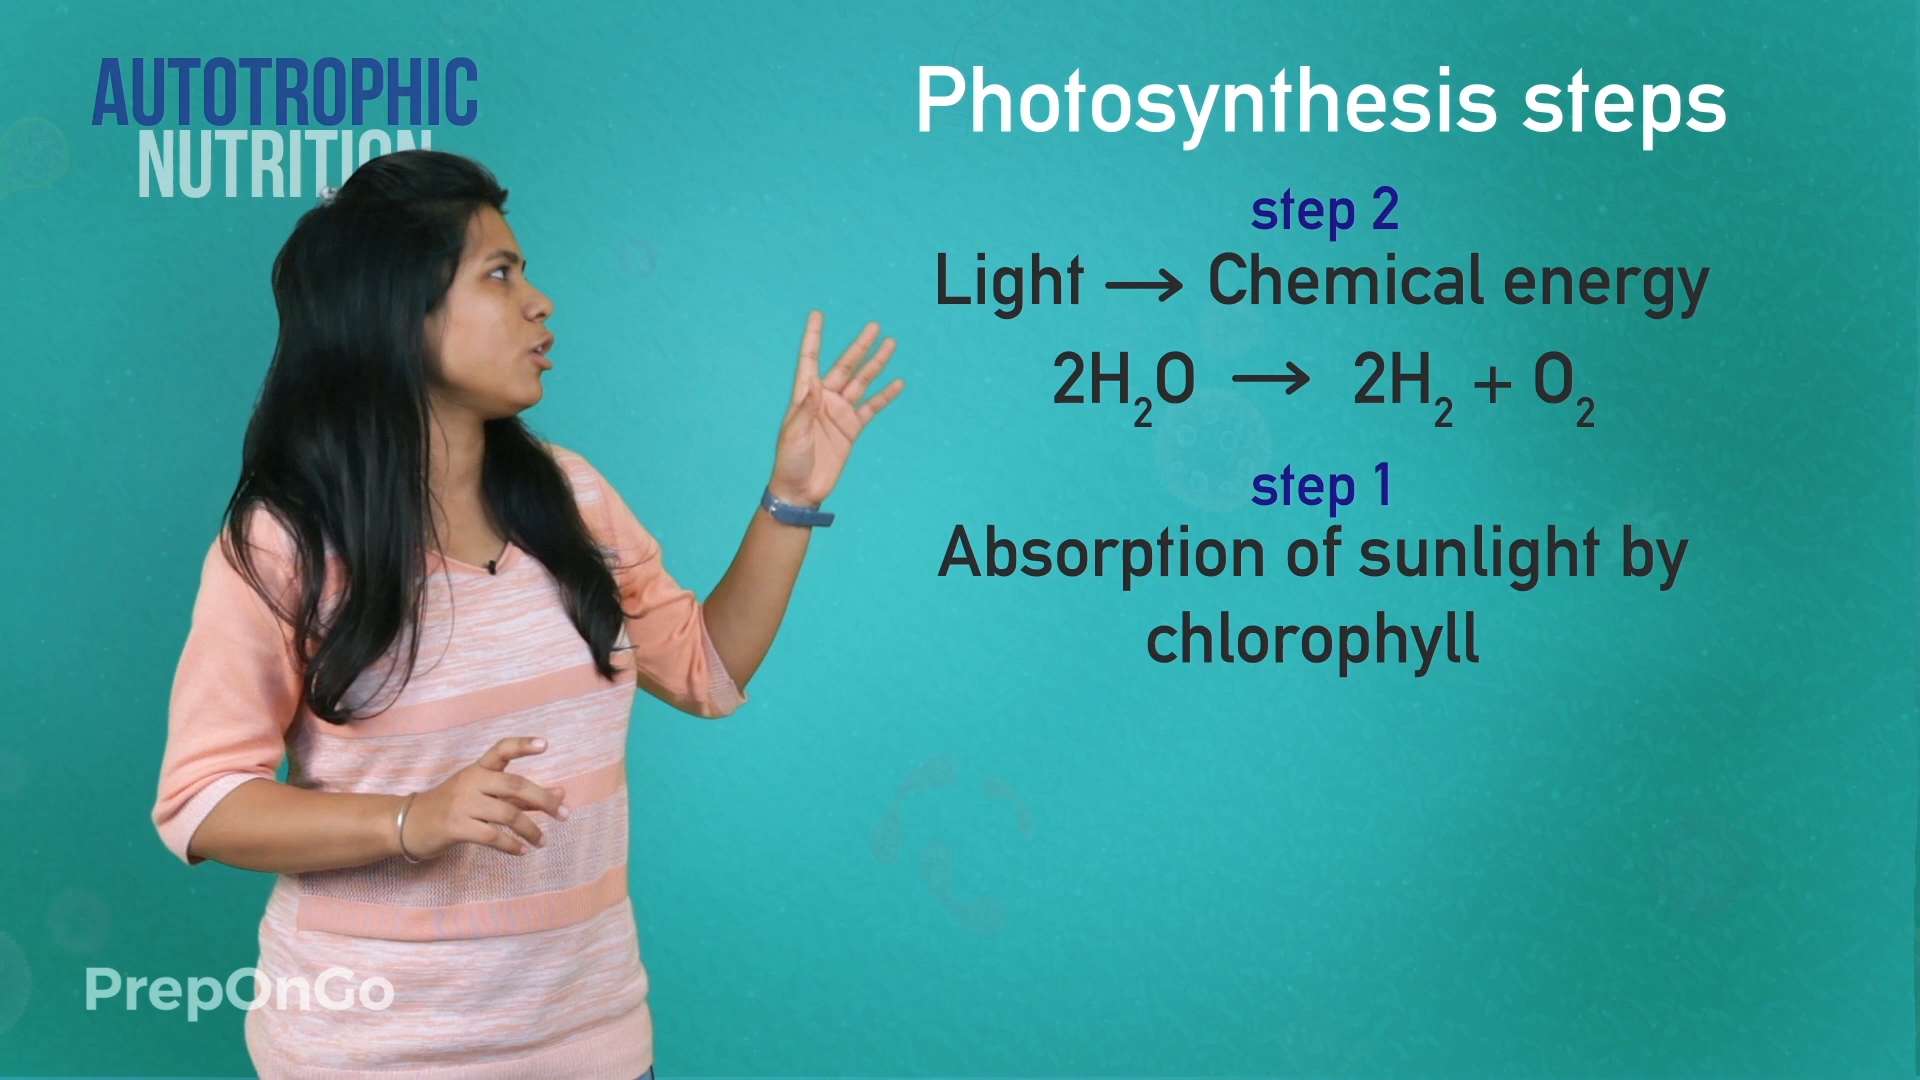 AUTOTROPHIC
NUTRITION
Photosynthesis steps
step 2
Light → Chemical energy
2H₂O → 2H₂ + O₂
step 1
Absorption of sunlight by
chlorophyll
PrepOnGo